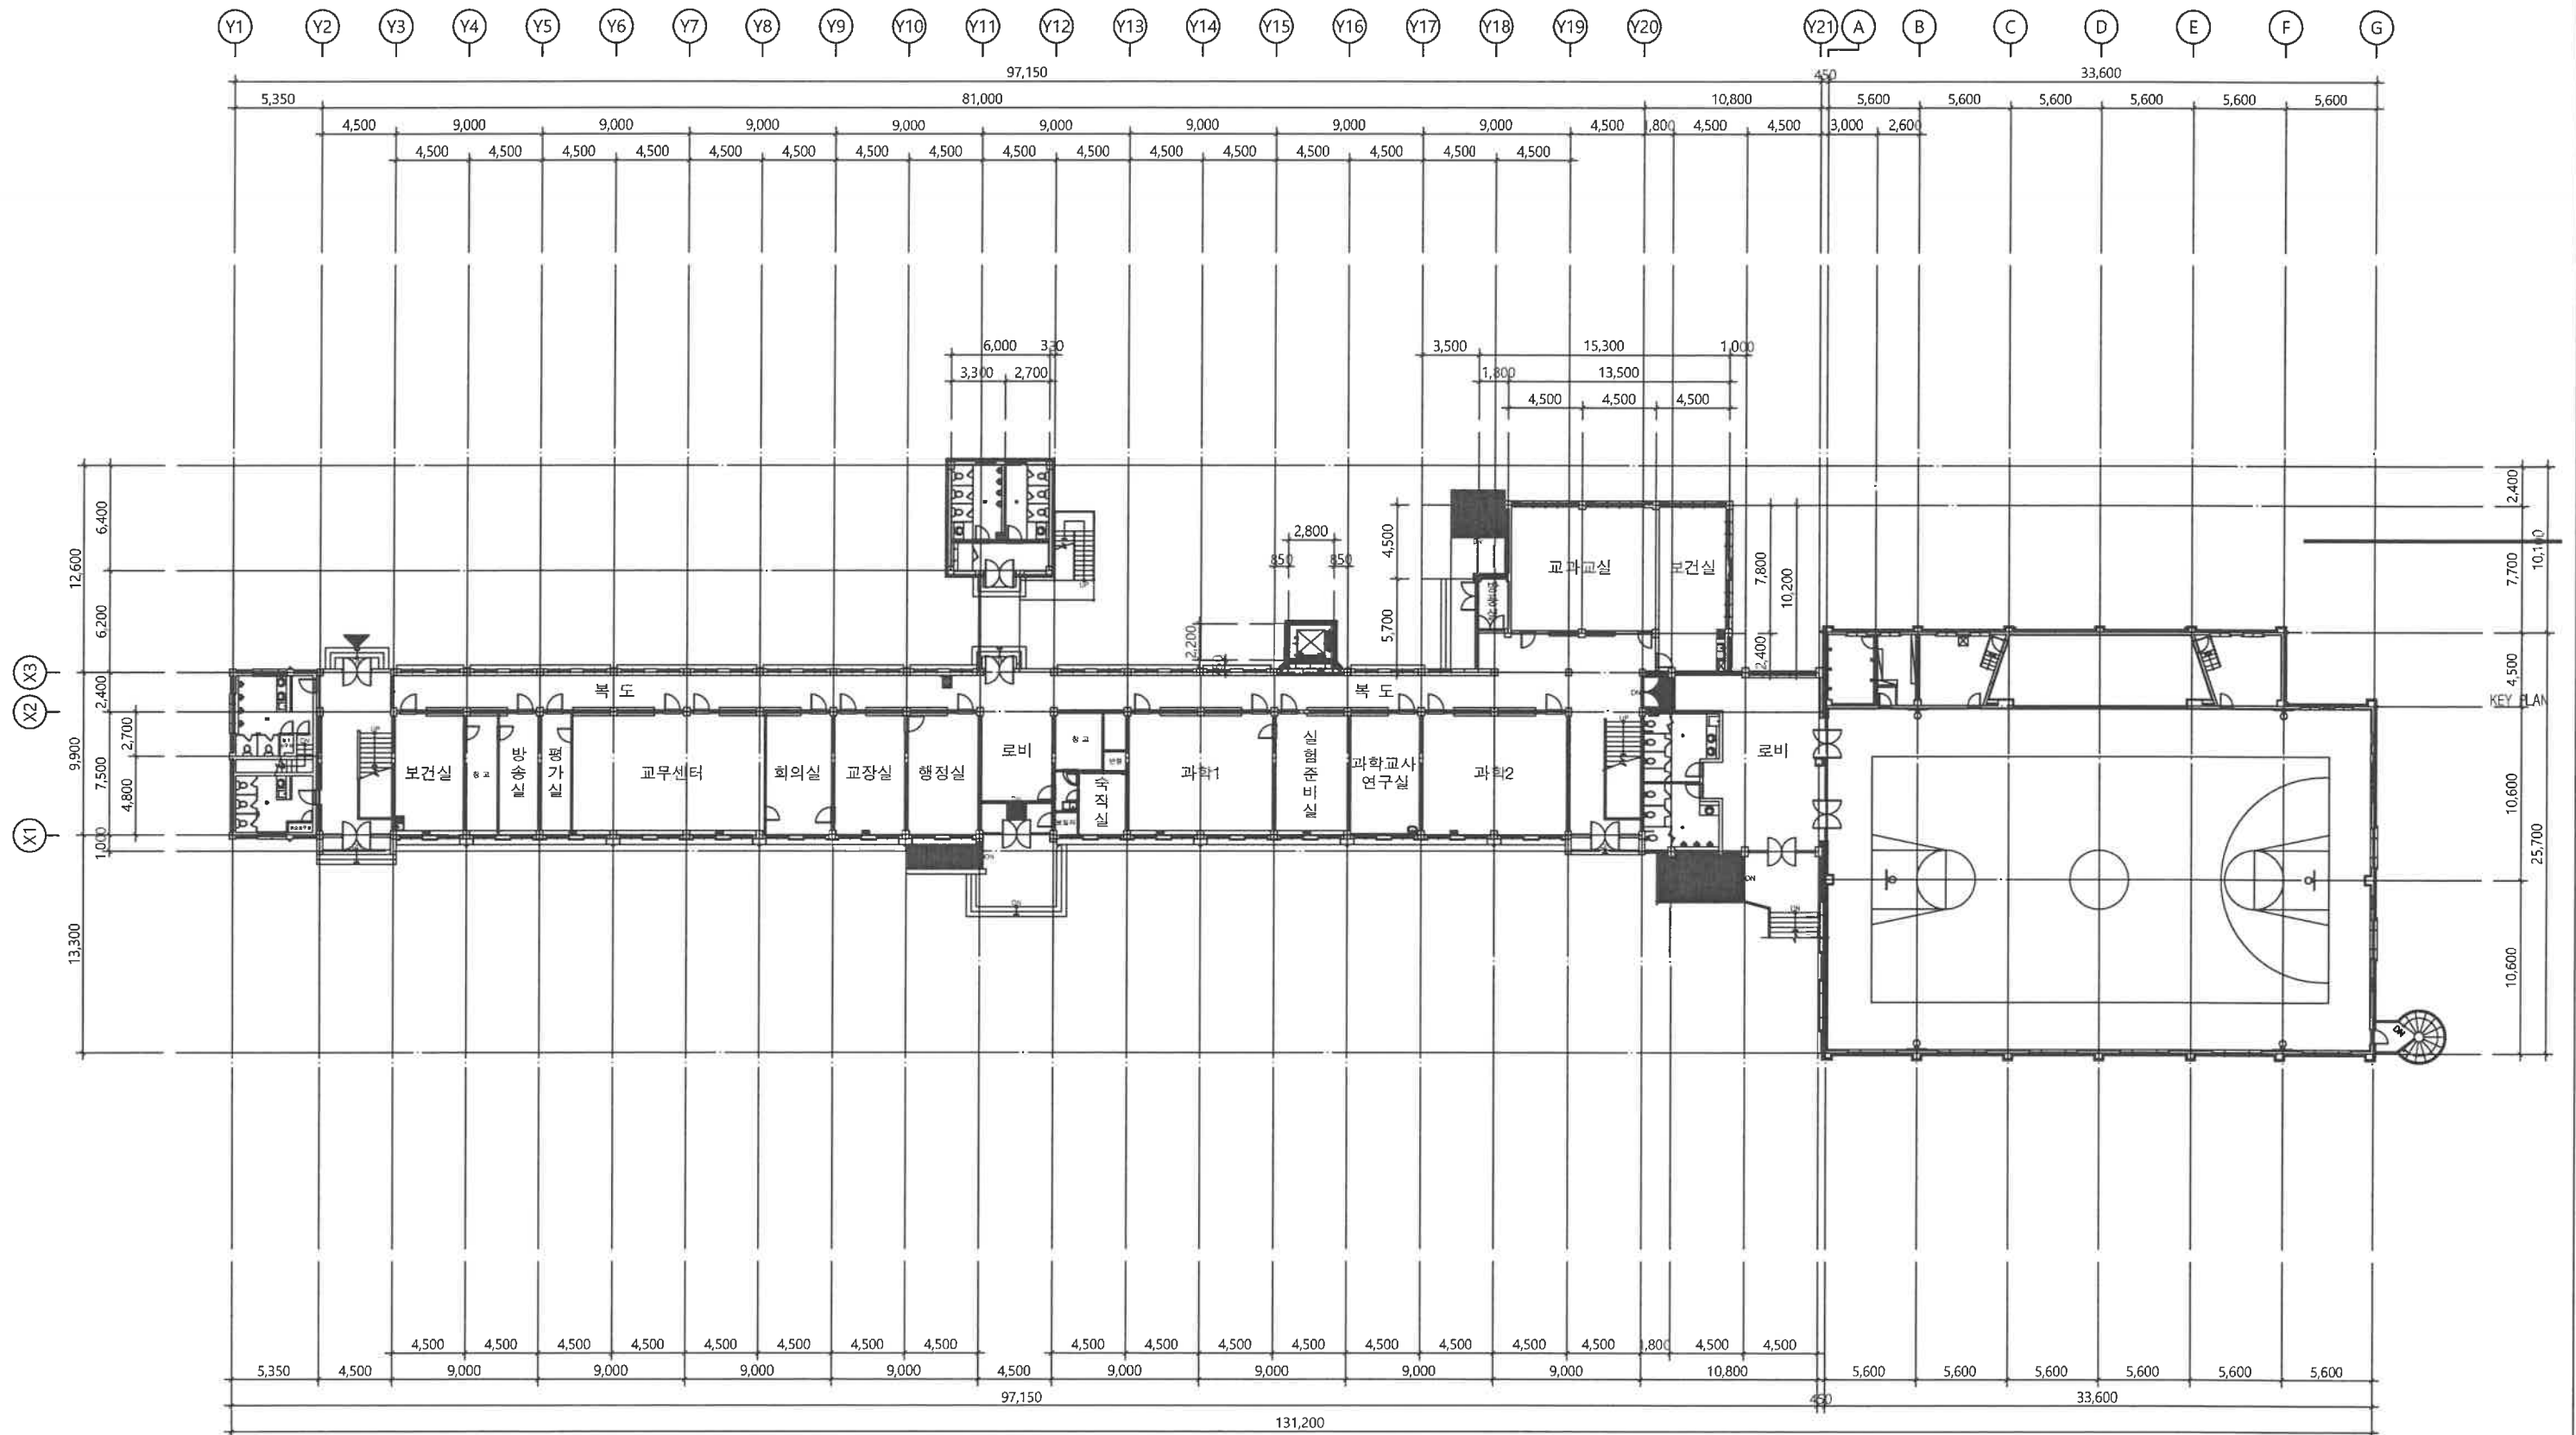 Y1 Y2 Y3 Y4 Y5 Y6 Y7 Y8 Y9 Y10 Y11 Y12 Y13 Y14 Y15 Y16 Y17 Y18 Y19 Y20 Y21 A B C D E F G
97,150 450 33,600
5,350 81,000 10,800 5,600 5,600 5,600 5,600 5,600 5,600
4,500 9,000 9,000 9,000 9,000 9,000 9,000 9,000 9,000 4,500 1,800 4,500 4,500 3,000 2,600
4,500 4,500 4,500 4,500 4,500 4,500 4,500 4,500 4,500 4,500 4,500 4,500 4,500 4,500 4,500 4,500
6,000 330 3,500 15,300 1,000
3,300 2,700 1,800 13,500
4,500 4,500 4,500
12,600 6,400 6,200
2,800
850 850
2,200
4,500 5,700
7,800 2,400 10,200
2,400 7,700 10,100
교과교실 보건실
X3
X2
X1
2,400 9,900 7,500 2,700 4,800 1,000
13,300
복 도 복 도
UP
DN
보건실
창고
방송실
평가실
교무센터
회의실
교장실
행정실
로비
창고
숙직실
과학1
실험준비실
과학교사
연구실
과학2
로비
UP
UP
DN
DN
DN
DN
DN
DN
4,500
KEY PLAN
10,600
25,700
10,600
4,500 4,500 4,500 4,500 4,500 4,500 4,500 4,500 4,500 4,500 4,500 4,500 4,500 4,500 4,500 4,500 1,800 4,500 4,500
5,350 4,500 9,000 9,000 9,000 9,000 4,500 9,000 9,000 9,000 9,000 10,800 5,600 5,600 5,600 5,600 5,600 5,600
97,150 450 33,600
131,200